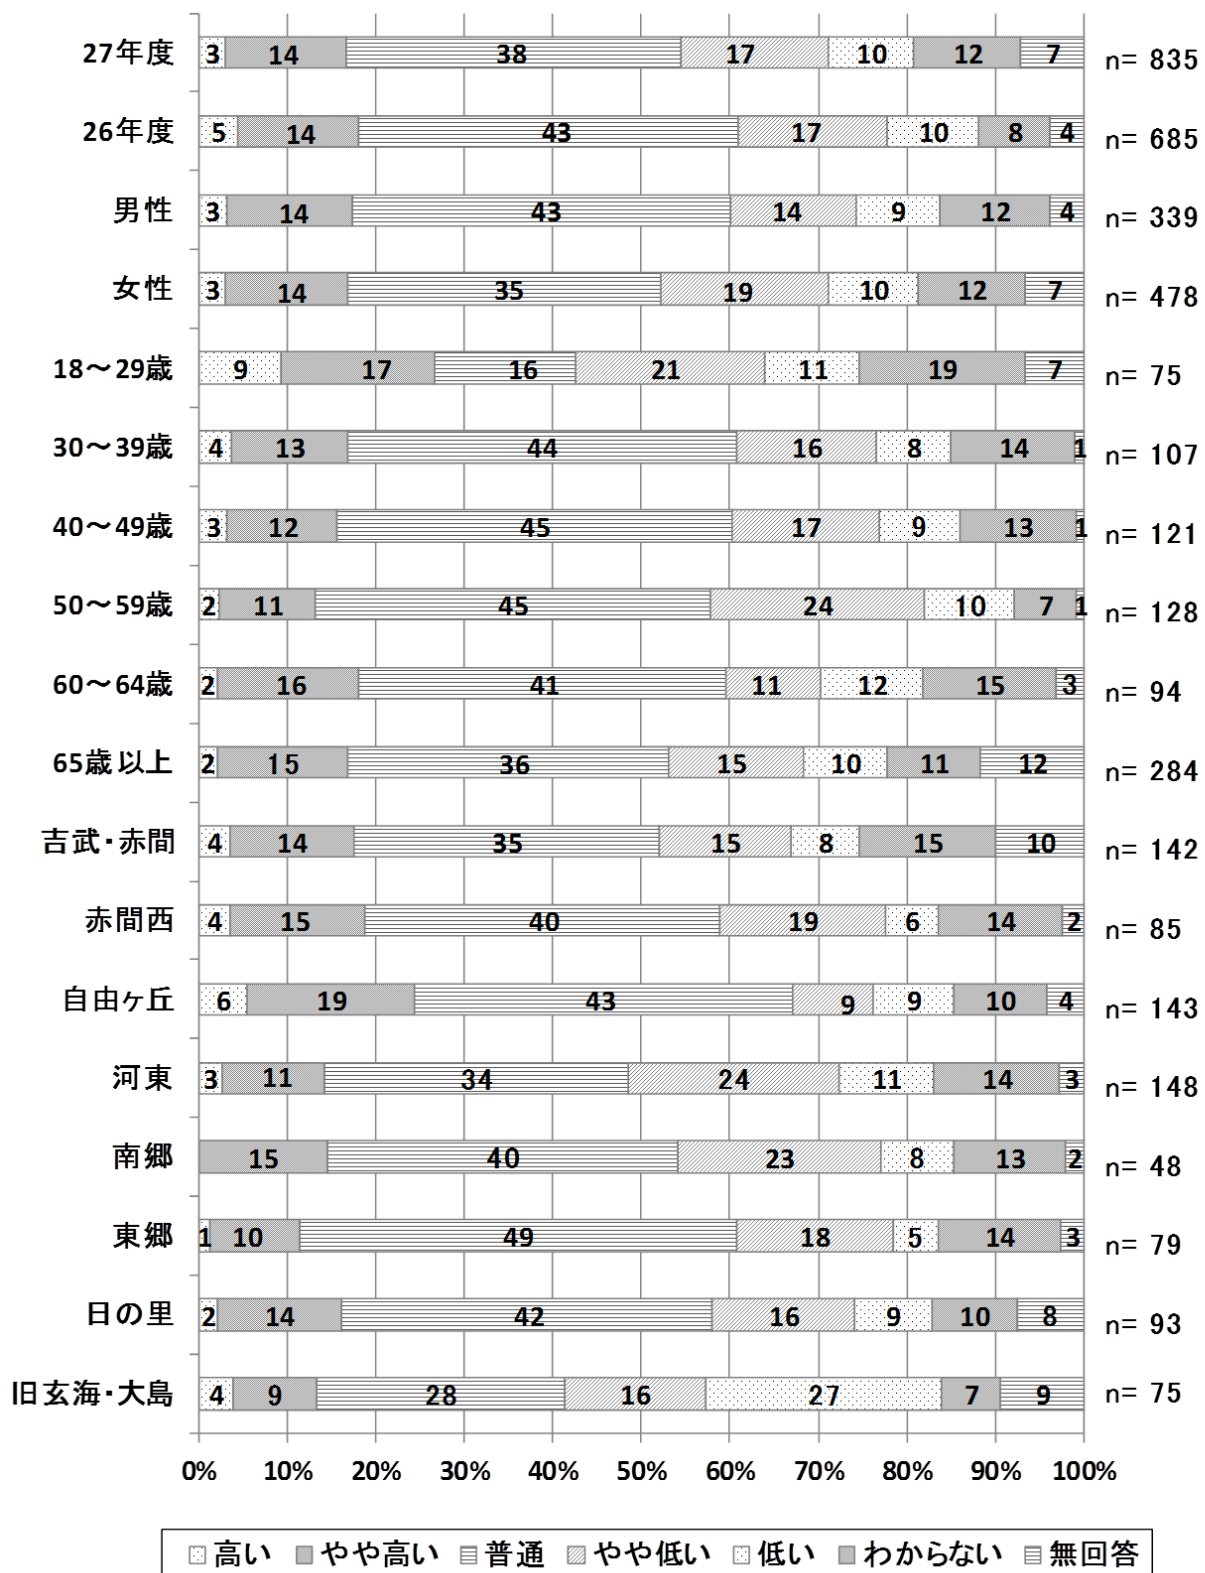 27年度 3 14 38 17 10 12 7 n= 835
26年度 5 14 43 17 10 8 4 n= 685
男性 3 14 43 14 9 12 4 n= 339
女性 3 14 35 19 10 12 7 n= 478
18～29歳 9 17 16 21 11 19 7 n= 75
30～39歳 4 13 44 16 8 14 1 n= 107
40～49歳 3 12 45 17 9 13 1 n= 121
50～59歳 2 11 45 24 10 7 1 n= 128
60～64歳 2 16 41 11 12 15 3 n= 94
65歳以上 2 15 36 15 10 11 12 n= 284
吉武・赤間 4 14 35 15 8 15 10 n= 142
赤間西 4 15 40 19 6 14 2 n= 85
自由ヶ丘 6 19 43 9 9 10 4 n= 143
河東 3 11 34 24 11 14 3 n= 148
南郷 15 40 23 8 13 2 n= 48
東郷 1 10 49 18 5 14 3 n= 79
日の里 2 14 42 16 9 10 8 n= 93
旧玄海・大島 4 9 28 16 27 7 9 n= 75
0% 10% 20% 30% 40% 50% 60% 70% 80% 90% 100%
高い やや高い 普通 やや低い 低い わからない 無回答